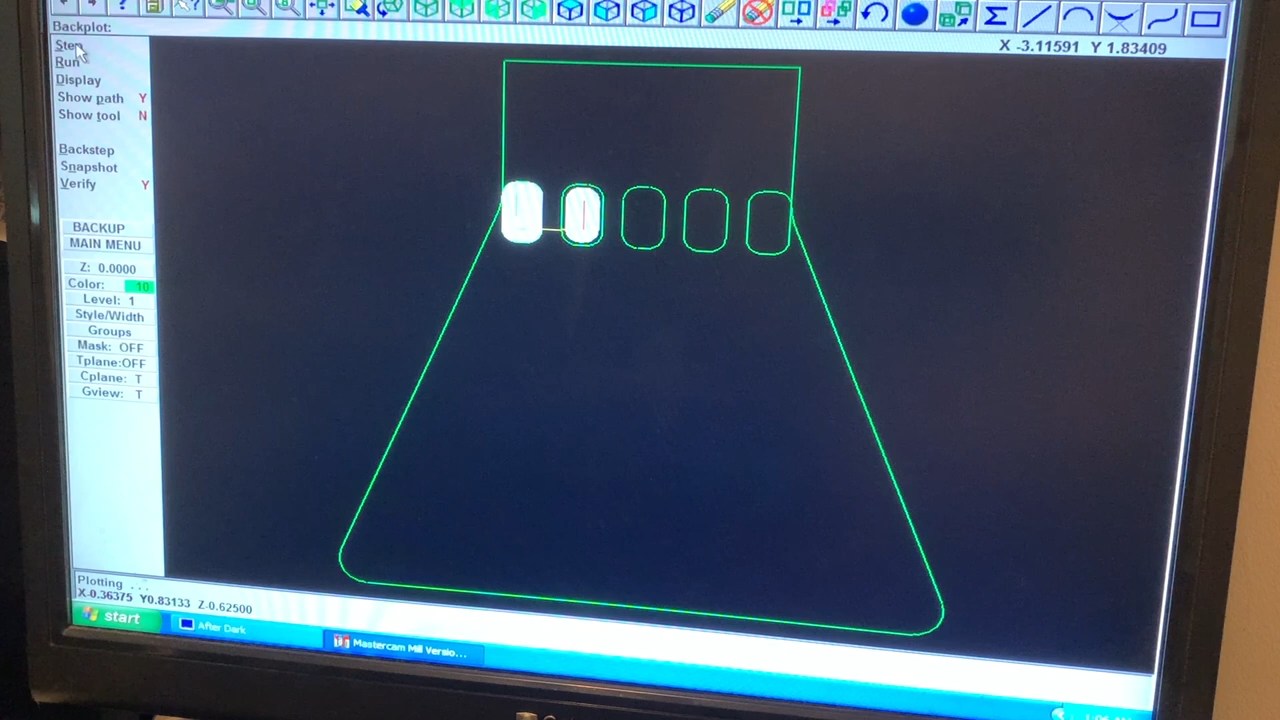 Backplot:
X -3.11591 Y 1.83409
Step
Run
Display
Show path Y
Show tool N
Backstep
Snapshot
Verify Y
BACKUP
MAIN MENU
Z: 0.0000
Color: 10
Level: 1
Style/Width
Groups
Mask: OFF
Tplane:OFF
Cplane: T
Gview: T
Plotting ...
X-0.36375 Y0.83133 Z-0.62500
start
After Dark
Mastercam Mill Versio...